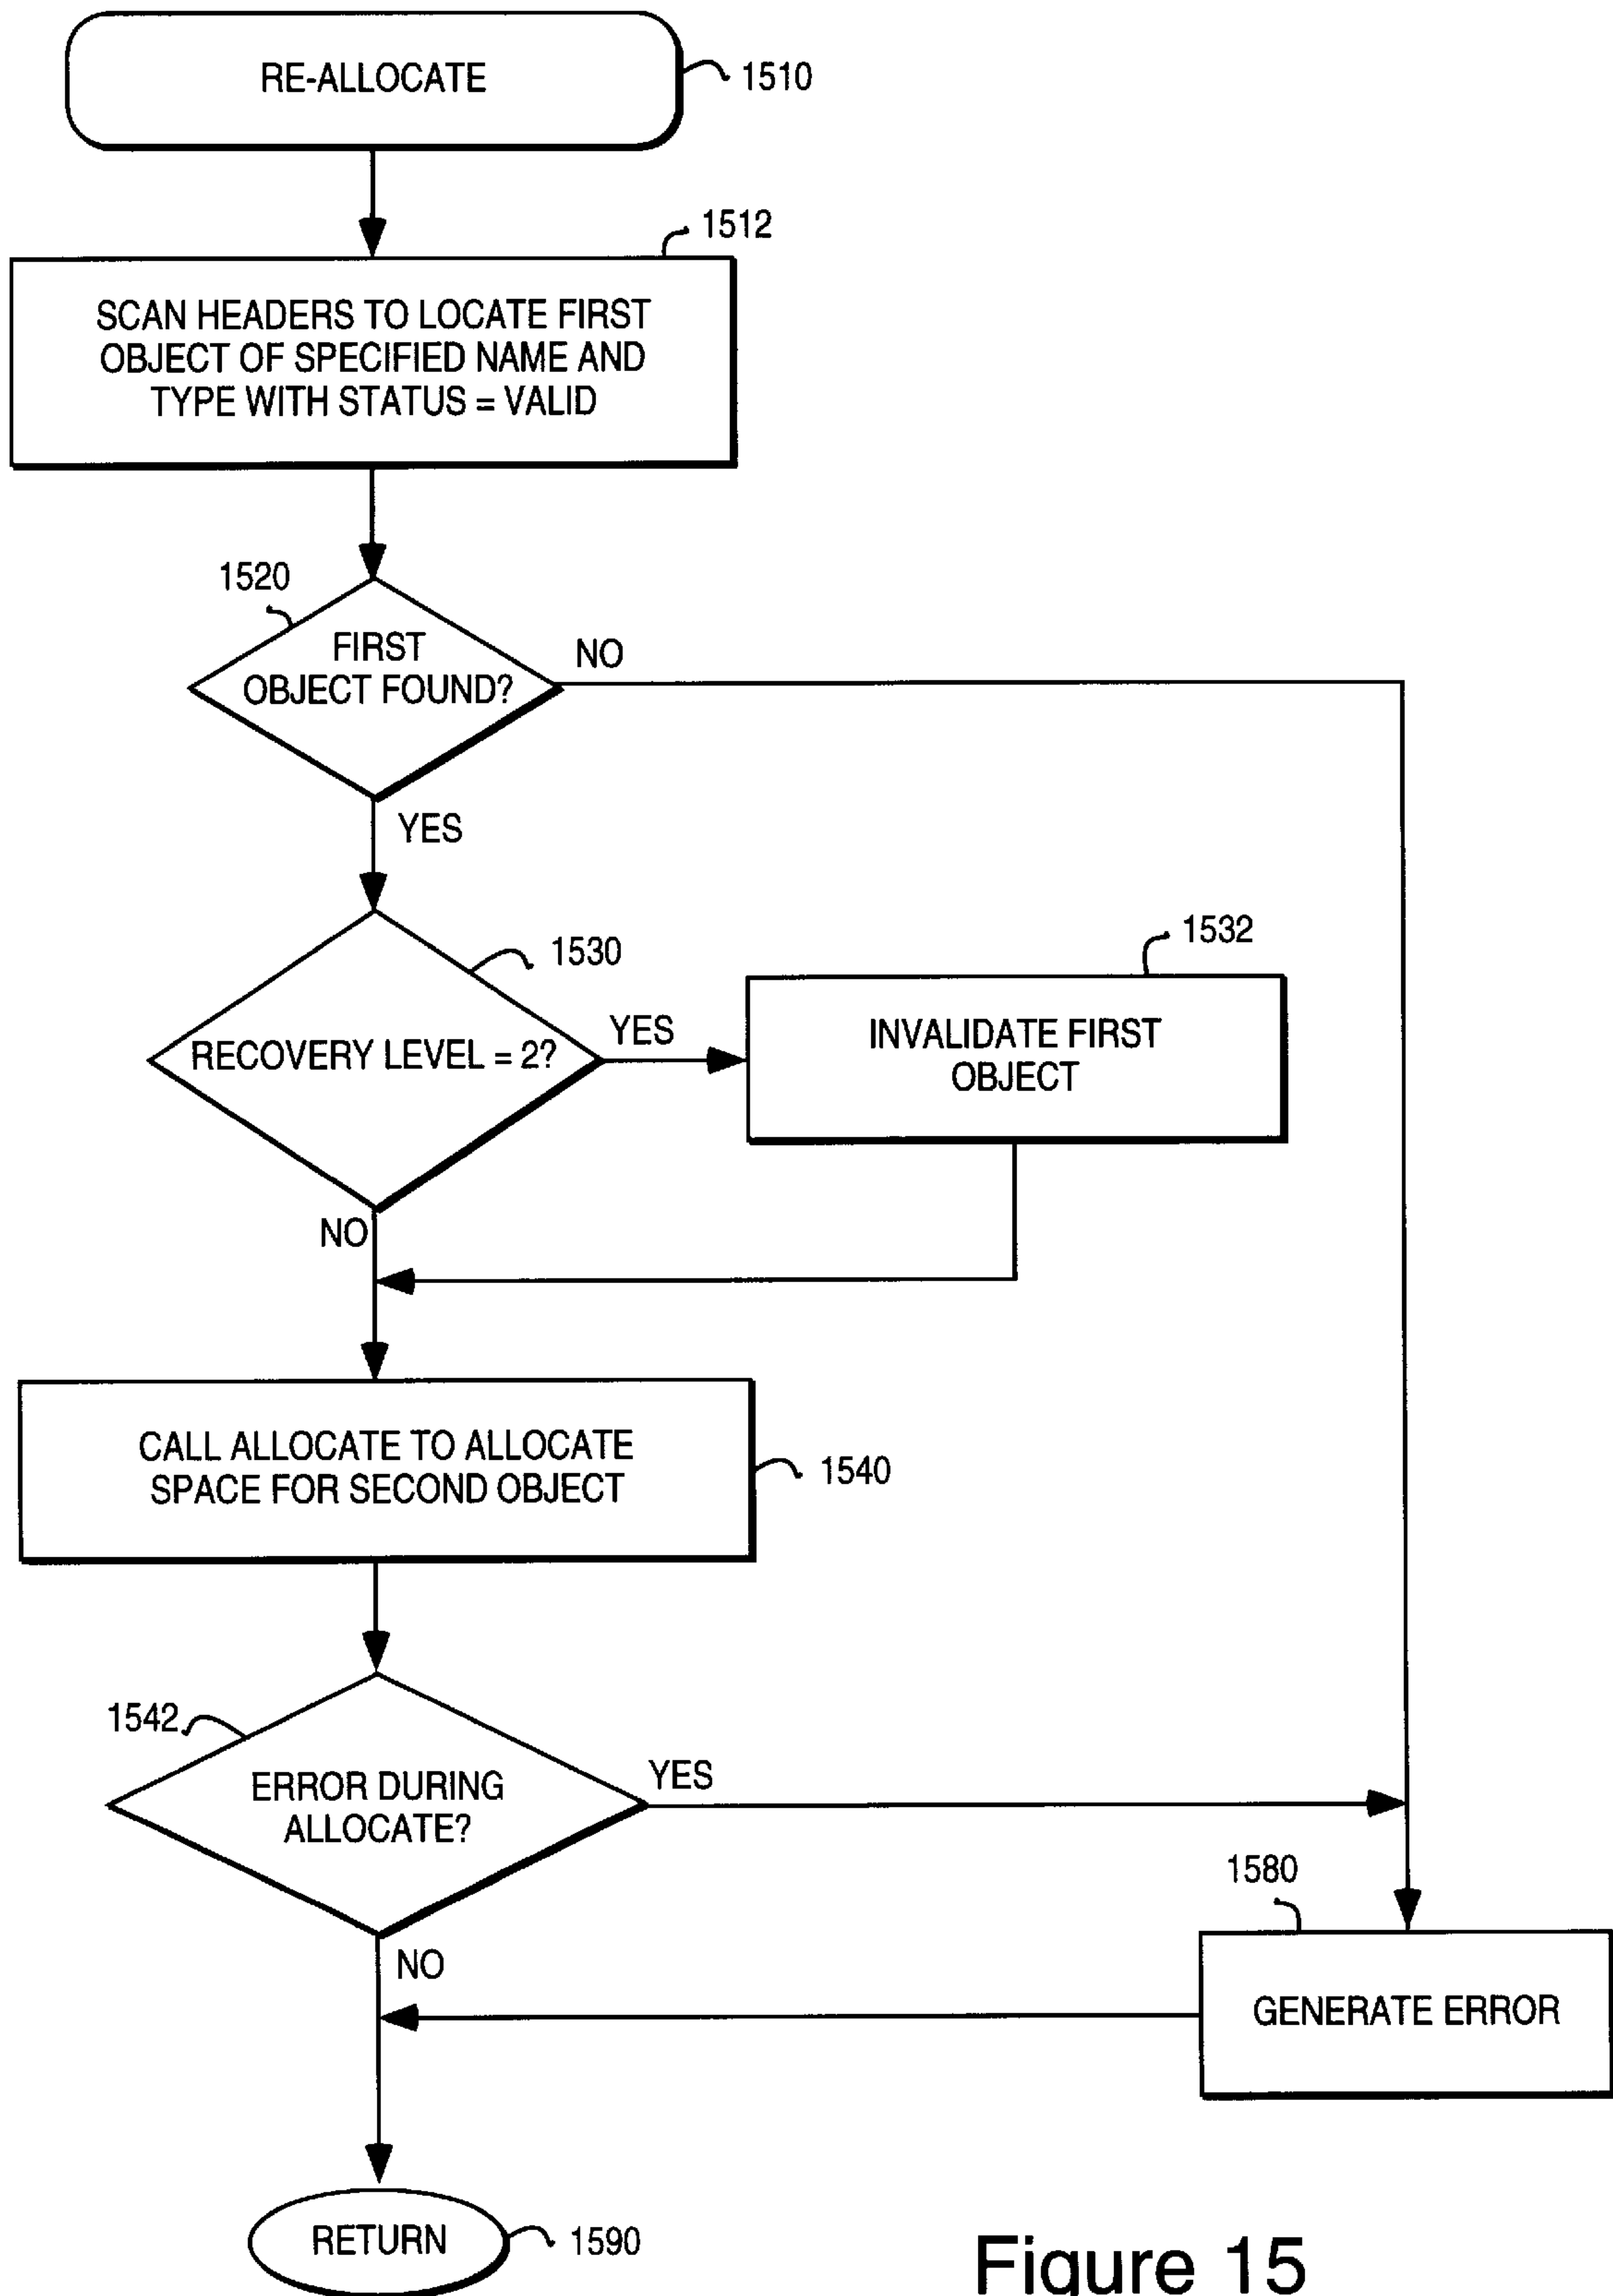 RE-ALLOCATE
1510
1512
SCAN HEADERS TO LOCATE FIRST
OBJECT OF SPECIFIED NAME AND
TYPE WITH STATUS = VALID
1520
FIRST
OBJECT FOUND?
NO
YES
1530
RECOVERY LEVEL = 2?
YES
1532
INVALIDATE FIRST
OBJECT
NO
CALL ALLOCATE TO ALLOCATE
SPACE FOR SECOND OBJECT
1540
1542
ERROR DURING
ALLOCATE?
YES
1580
NO
GENERATE ERROR
RETURN
1590
Figure 15